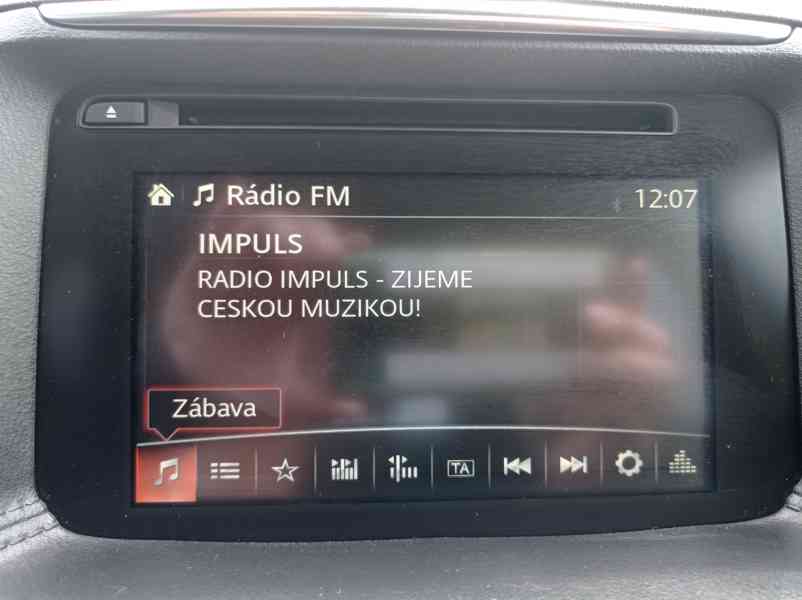 Rádio FM
12:07
IMPULS
RADIO IMPULS - ZIJEME
CESKOU MUZIKOU!
Zábava
TA